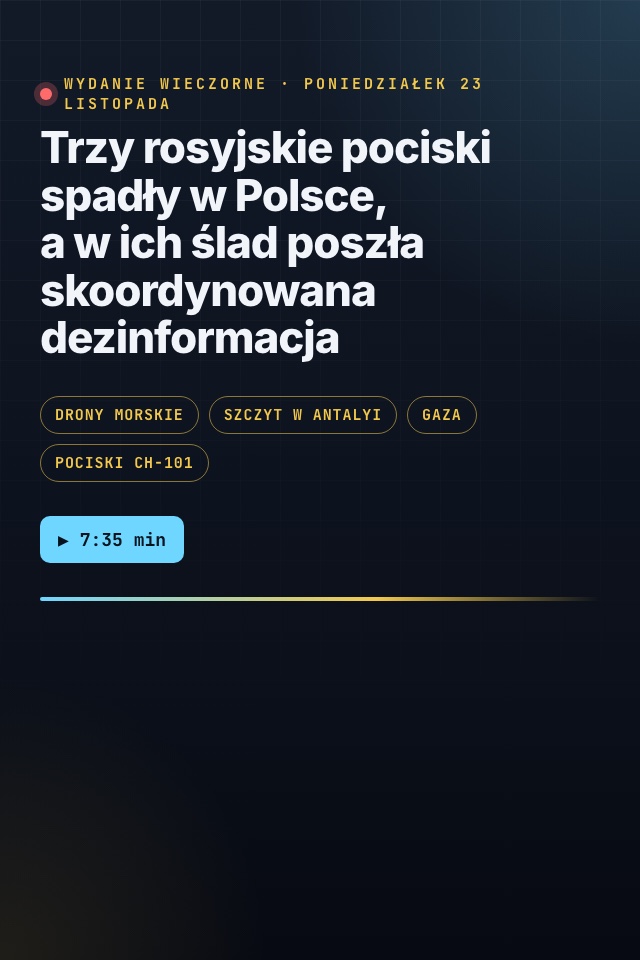 WYDANIE WIECZORNE · PONIEDZIAŁEK 23
LISTOPADA
Trzy rosyjskie pociski
spadły w Polsce,
a w ich ślad poszła
skoordynowana
dezinformacja
DRONY MORSKIE
SZCZYT W ANTALYI
GAZA
POCISKI CH-101
▶ 7:35 min